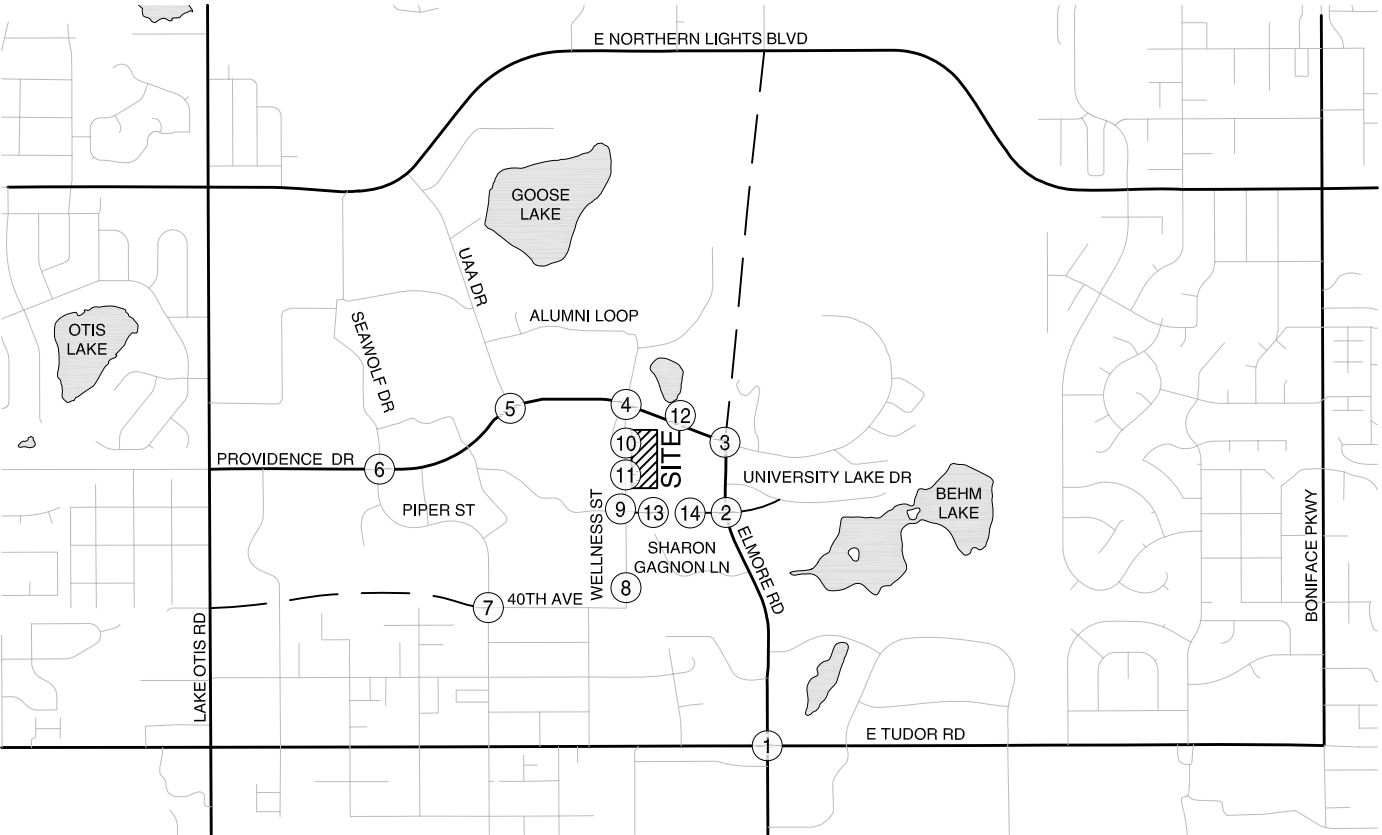 E NORTHERN LIGHTS BLVD
GOOSE
LAKE
UAA DR
ALUMNI LOOP
OTIS
LAKE
SEAWOLF DR
5
4
12
3
10
SITE
PROVIDENCE DR
6
11
UNIVERSITY LAKE DR
BEHM
LAKE
PIPER ST
9
13
14
2
WELLNESS ST
SHARON
GAGNON LN
ELMORE RD
BONIFACE PKWY
8
7
40TH AVE
LAKE OTIS RD
E TUDOR RD
1